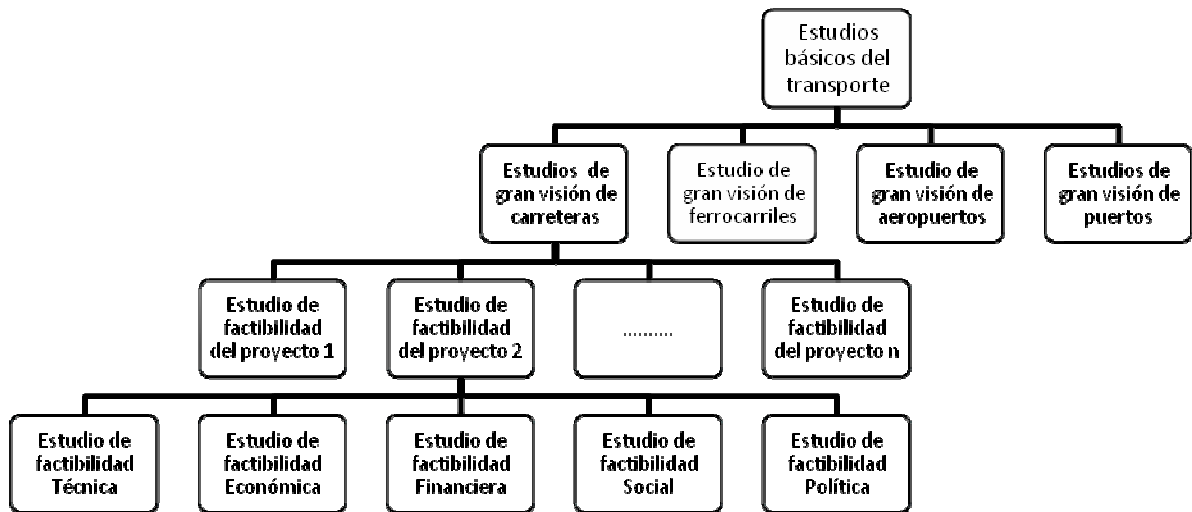 Estudios
básicos del
transporte
Estudios de
gran visión de
carreteras
Estudio de
gran visión de
ferrocarriles
Estudio de
gran visión de
aeropuertos
Estudios de
gran visión de
puertos
Estudio de
factibilidad
del proyecto 1
Estudio de
factibilidad
del proyecto 2
..........
Estudio de
factibilidad
del proyecto n
Estudio de
factibilidad
Técnica
Estudio de
factibilidad
Económica
Estudio de
factibilidad
Financiera
Estudio de
factibilidad
Social
Estudio de
factibilidad
Política